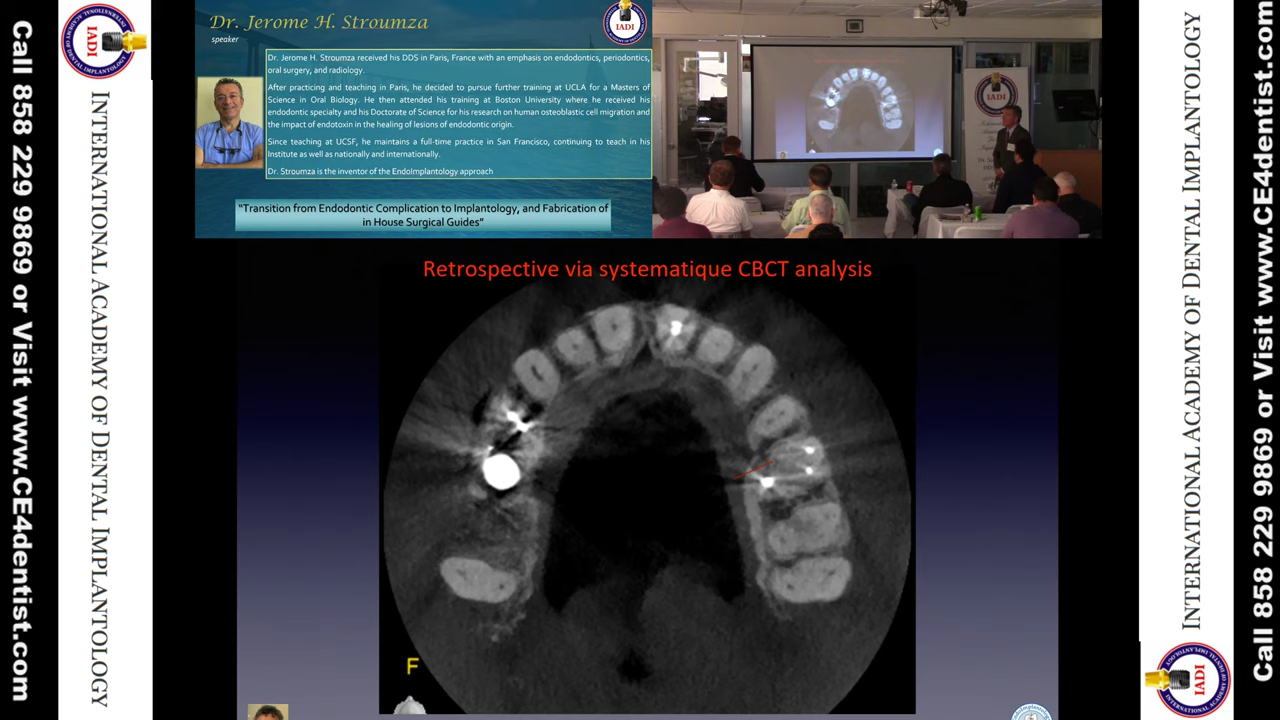 Call 858 229 9869 or Visit www.CE4dentist.com
IADI
INTERNATIONAL ACADEMY OF DENTAL IMPLANTOLOGY
Dr. Jerome H. Stroumza
speaker
IADI
Dr. Jerome H. Stroumza received his DDS in Paris, France with an emphasis on endodontics, periodontics,
oral surgery, and radiology.
After practicing and teaching in Paris, he decided to pursue further training at UCLA for a Masters of
Science in Oral Biology. He then attended his training at Boston University where he received his
endodontic specialty and his Doctorate of Science for his research on human osteoblastic cell migration and
the impact of endotoxin in the healing of lesions of endodontic origin.
Since teaching at UCSF, he maintains a full-time practice in San Francisco, continuing to teach in his
Institute as well as nationally and internationally.
Dr. Stroumza is the inventor of the EndoImplantology approach
“Transition from Endodontic Complication to Implantology, and Fabrication of
in House Surgical Guides”
IADI
Retrospective via systematique CBCT analysis
F
INTERNATIONAL ACADEMY OF DENTAL IMPLANTOLOGY
IADI
Call 858 229 9869 or Visit www.CE4dentist.com